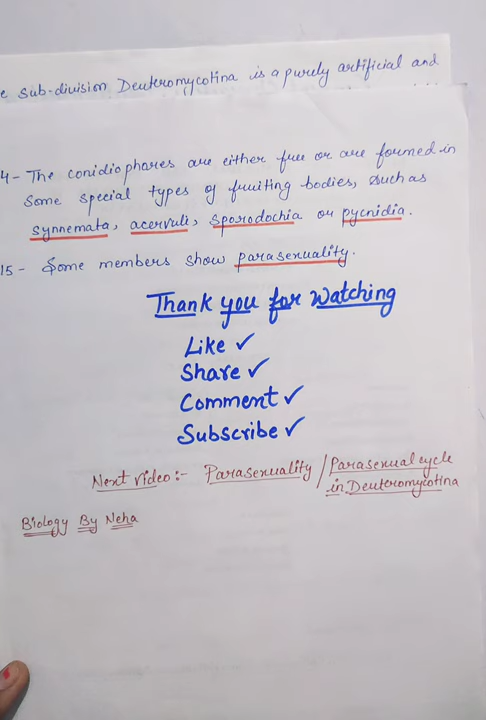 e Sub-division Deuteromycotina is a purely artificial and
4- The conidiophores are either free or are formed in
some special types of fruiting bodies, such as
synnemata, acervuli, sporodochia or pycnidia.
15- Some members show parasexuality.
Thank you for Watching
Like ✓
Share ✓
Comment ✓
Subscribe ✓
Next video:- Parasexuality / Parasexual cycle
in Deuteromycotina
Biology By Neha